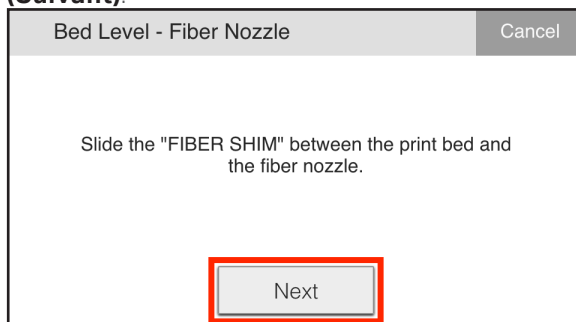 (Suivant).
Bed Level - Fiber Nozzle
Cancel
Slide the "FIBER SHIM" between the print bed and
the fiber nozzle.
Next